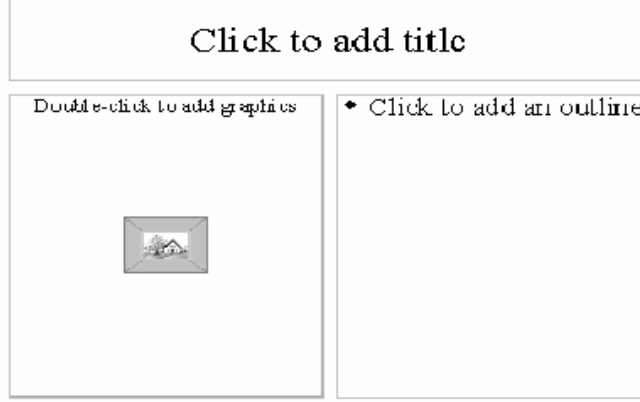 Click to add title
Double-click to add graphics
• Click to add an outline